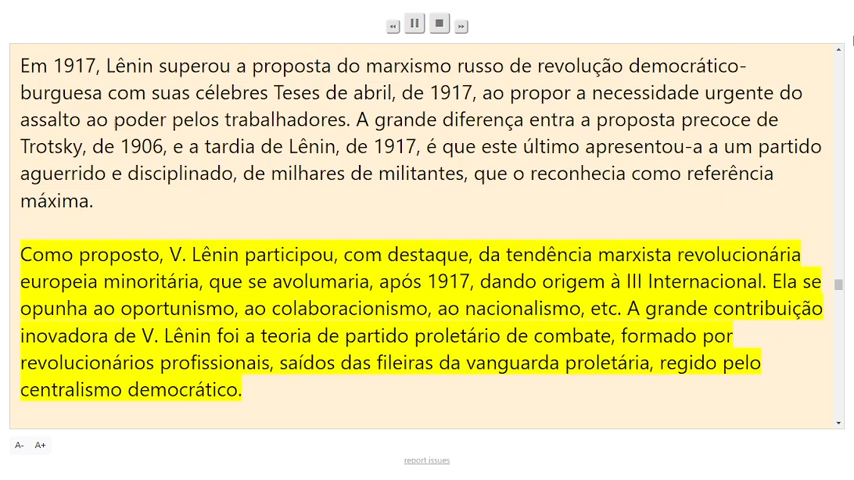 Em 1917, Lênin superou a proposta do marxismo russo de revolução democrático-
burguesa com suas célebres Teses de abril, de 1917, ao propor a necessidade urgente do
assalto ao poder pelos trabalhadores. A grande diferença entra a proposta precoce de
Trotsky, de 1906, e a tardia de Lênin, de 1917, é que este último apresentou-a a um partido
aguerrido e disciplinado, de milhares de militantes, que o reconhecia como referência
máxima.
Como proposto, V. Lênin participou, com destaque, da tendência marxista revolucionária
europeia minoritária, que se avolumaria, após 1917, dando origem à III Internacional. Ela se
opunha ao oportunismo, ao colaboracionismo, ao nacionalismo, etc. A grande contribuição
inovadora de V. Lênin foi a teoria de partido proletário de combate, formado por
revolucionários profissionais, saídos das fileiras da vanguarda proletária, regido pelo
centralismo democrático.
A- A+
report issues